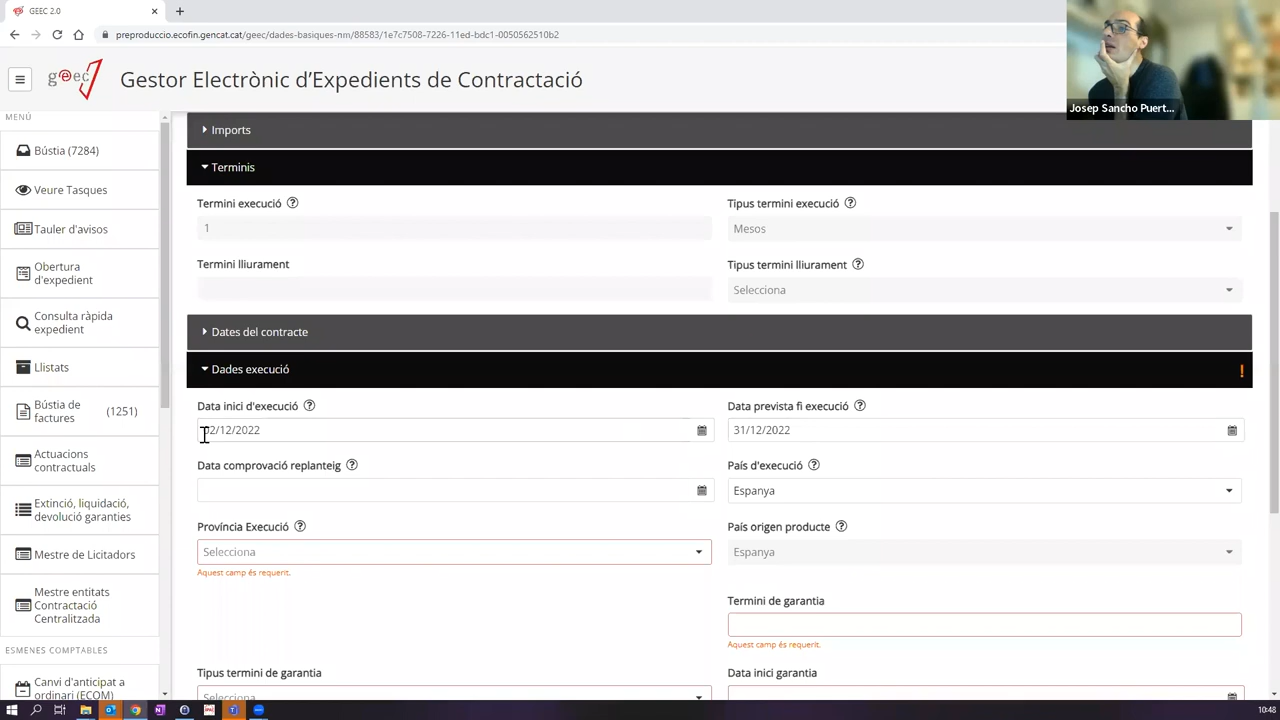 GEEC 2.0
preproduccio.ecofin.gencat.cat/geec/dades-basiques-nm/88583/1e7c7508-7226-11ed-bdc1-0050562510b2
geec
Gestor Electrònic d'Expedients de Contractació
Josep Sancho Puert...
MENÚ
Bústia (7284)
Veure Tasques
Tauler d'avisos
Obertura
d'expedient
Consulta ràpida
expedient
Llistats
Bústia de
factures
(1251)
Actuacions
contractuals
Extinció, liquidació,
devolució garanties
Mestre de Licitadors
Mestre entitats
Contractació
Centralitzada
ESMENES COMPTABLES
Canvi d'anticipat a
ordinari (ECOM)
Imports
Terminis
Termini execució
Tipus termini execució
1
Mesos
Termini lliurament
Tipus termini lliurament
Selecciona
Dates del contracte
Dades execució
!
Data inici d'execució
Data prevista fi execució
02/12/2022
31/12/2022
Data comprovació replanteig
País d'execució
Espanya
Província Execució
País origen producte
Selecciona
Espanya
Aquest camp és requerit.
Termini de garantia
Aquest camp és requerit.
Tipus termini de garantia
Data inici garantia
Selecciona
10:48